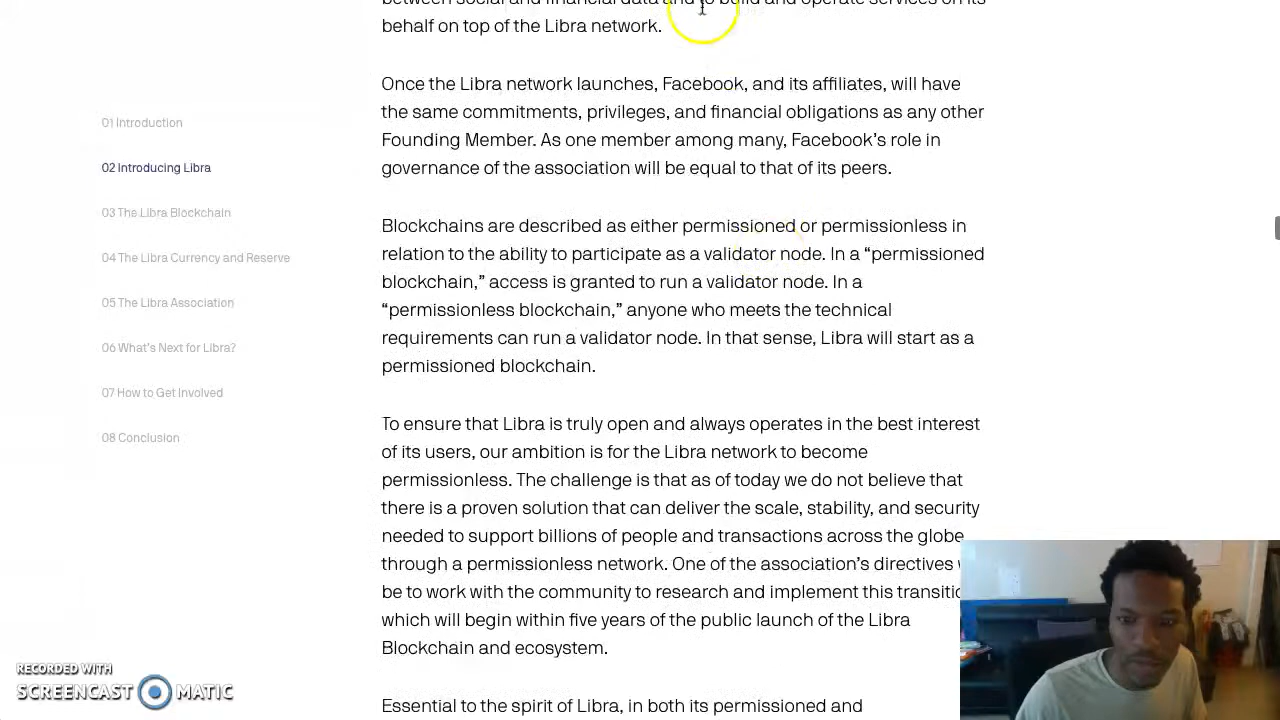 between social and financial data and to build and operate services on its
behalf on top of the Libra network.
Once the Libra network launches, Facebook, and its affiliates, will have
the same commitments, privileges, and financial obligations as any other
Founding Member. As one member among many, Facebook’s role in
governance of the association will be equal to that of its peers.
01 Introduction
02 Introducing Libra
03 The Libra Blockchain
04 The Libra Currency and Reserve
05 The Libra Association
06 What’s Next for Libra?
07 How to Get Involved
08 Conclusion
Blockchains are described as either permissioned or permissionless in
relation to the ability to participate as a validator node. In a “permissioned
blockchain,” access is granted to run a validator node. In a
“permissionless blockchain,” anyone who meets the technical
requirements can run a validator node. In that sense, Libra will start as a
permissioned blockchain.
To ensure that Libra is truly open and always operates in the best interest
of its users, our ambition is for the Libra network to become
permissionless. The challenge is that as of today we do not believe that
there is a proven solution that can deliver the scale, stability, and security
needed to support billions of people and transactions across the globe
through a permissionless network. One of the association’s directives
be to work with the community to research and implement this
which will begin within five years of the public launch of the Libra
Blockchain and ecosystem.
Essential to the spirit of Libra, in both its permissioned and
RECORDED WITH
SCREENCAST MATIC